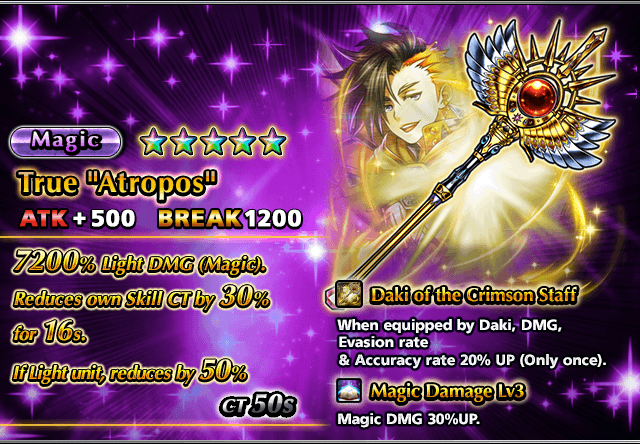 Magic
True "Atropos"
ATK + 500 BREAK 1200
7200% Light DMG (Magic).
Reduces own Skill CT by 30%
for 16s.
If Light unit, reduces by 50%
CT 50s
Daki of the Crimson Staff
When equipped by Daki, DMG,
Evasion rate
& Accuracy rate 20% UP (Only once).
Magic Damage Lv3
Magic DMG 30%UP.